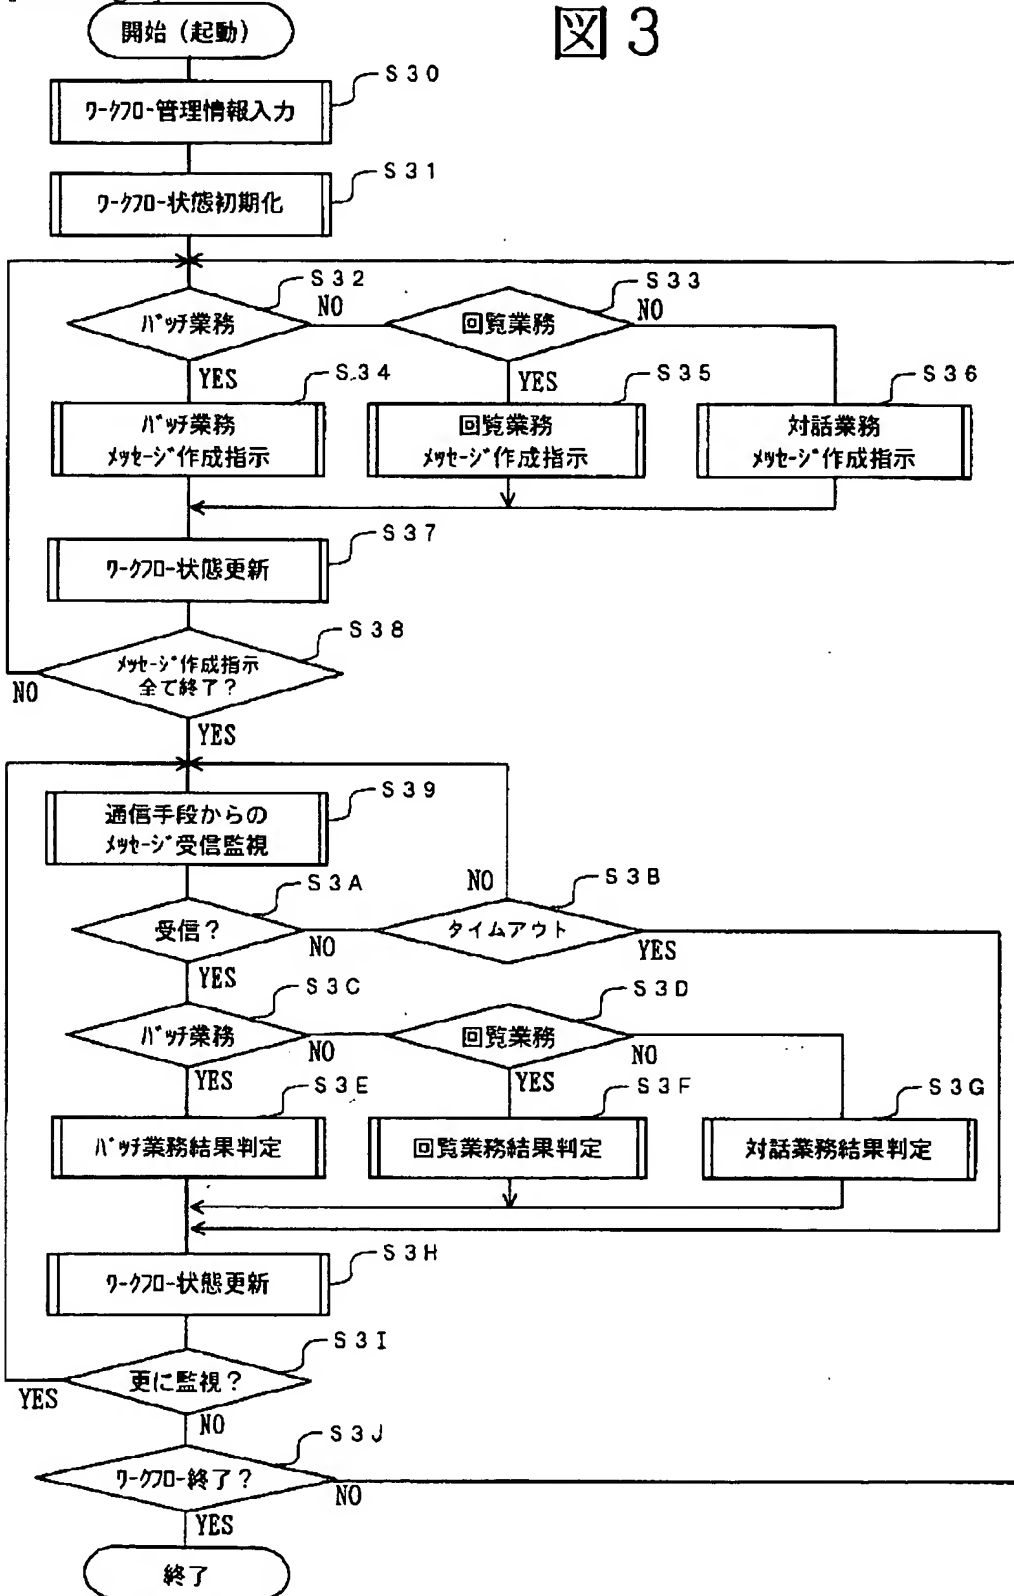 図3
開始(起動)
S30
ワークフロー管理情報入力
S31
ワークフロー状態初期化
S32
バッチ業務
NO
S33
回覧業務
NO
YES
S34
バッチ業務
メッセージ作成指示
YES
S35
回覧業務
メッセージ作成指示
S36
対話業務
メッセージ作成指示
S37
ワークフロー状態更新
S38
メッセージ作成指示
全て終了?
NO
YES
S39
通信手段からの
メッセージ受信監視
S3A
受信?
NO
NO
S3B
タイムアウト
YES
YES
S3C
バッチ業務
NO
S3D
回覧業務
NO
YES
S3E
バッチ業務結果判定
YES
S3F
回覧業務結果判定
S3G
対話業務結果判定
S3H
ワークフロー状態更新
S3I
更に監視?
YES
NO
S3J
ワークフロー終了?
NO
YES
終了